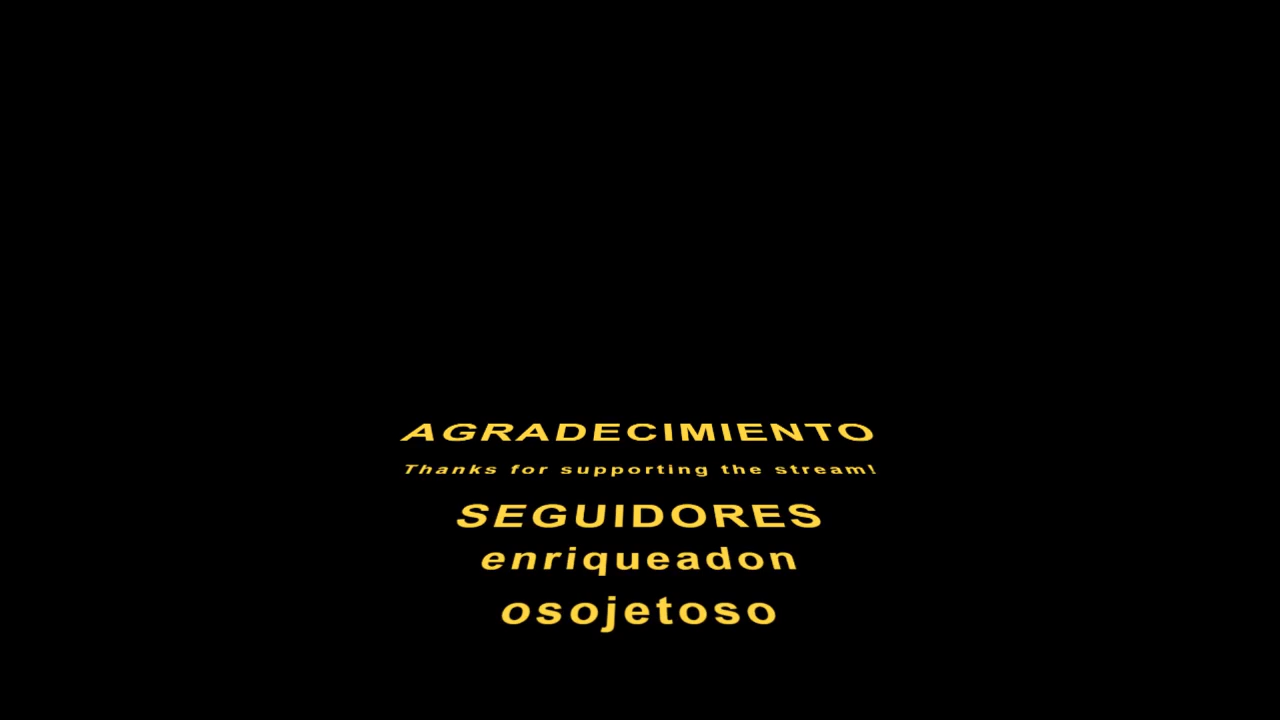 AGRADECIMIENTO
Thanks for supporting the stream!
SEGUIDORES
enriqueadon
osojetoso